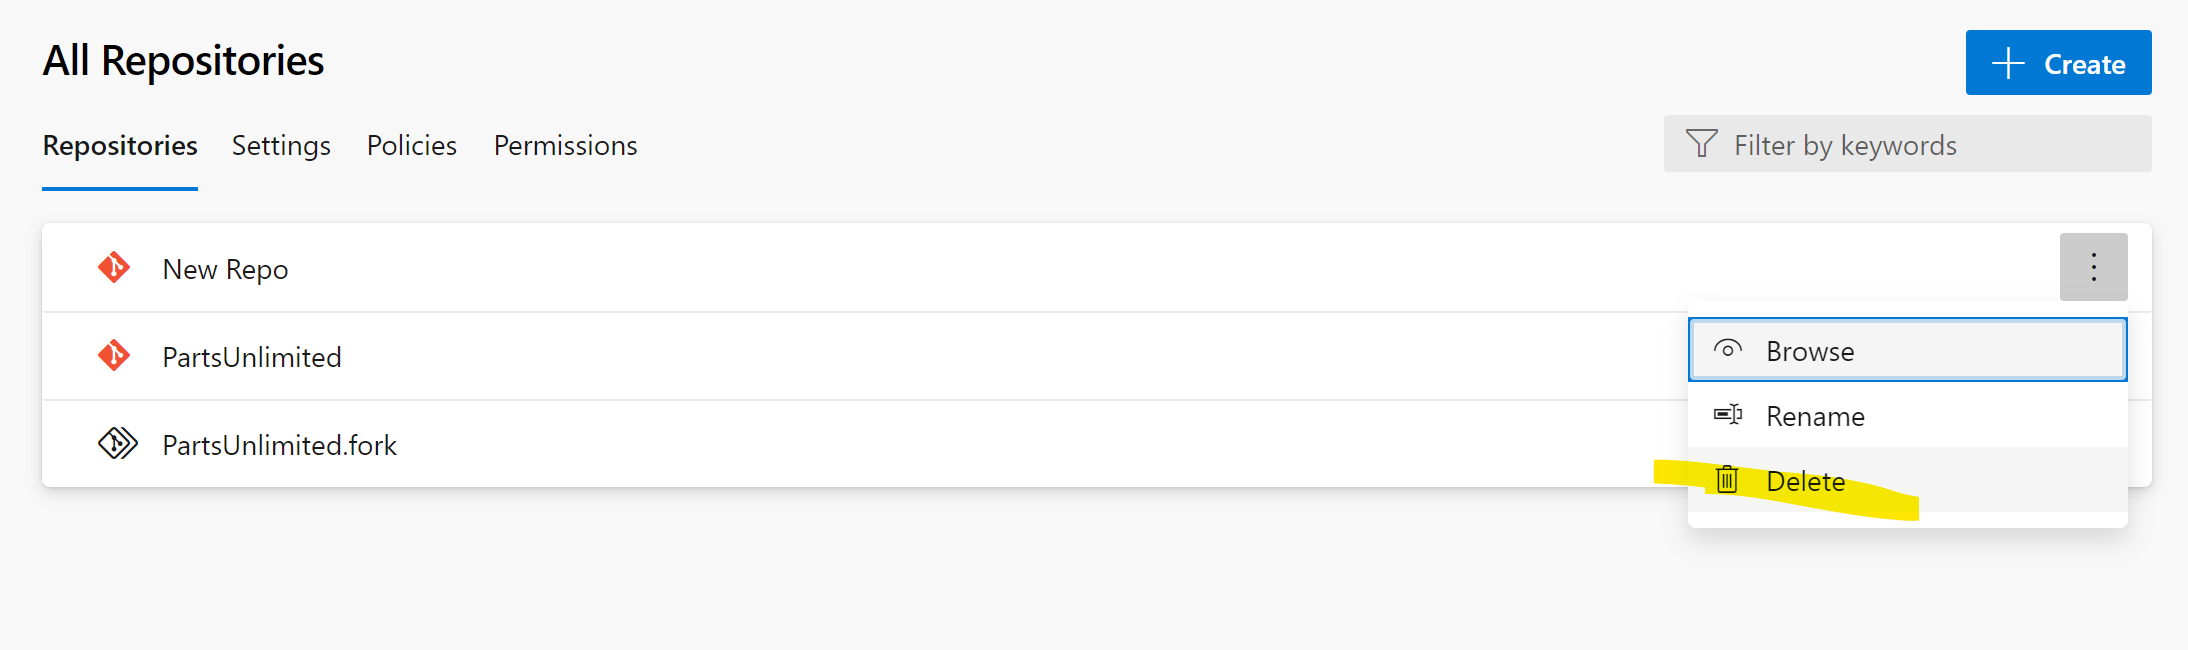 All Repositories
Create
Repositories Settings Policies Permissions
Filter by keywords
New Repo
PartsUnlimited
Browse
Rename
PartsUnlimited.fork
Delete